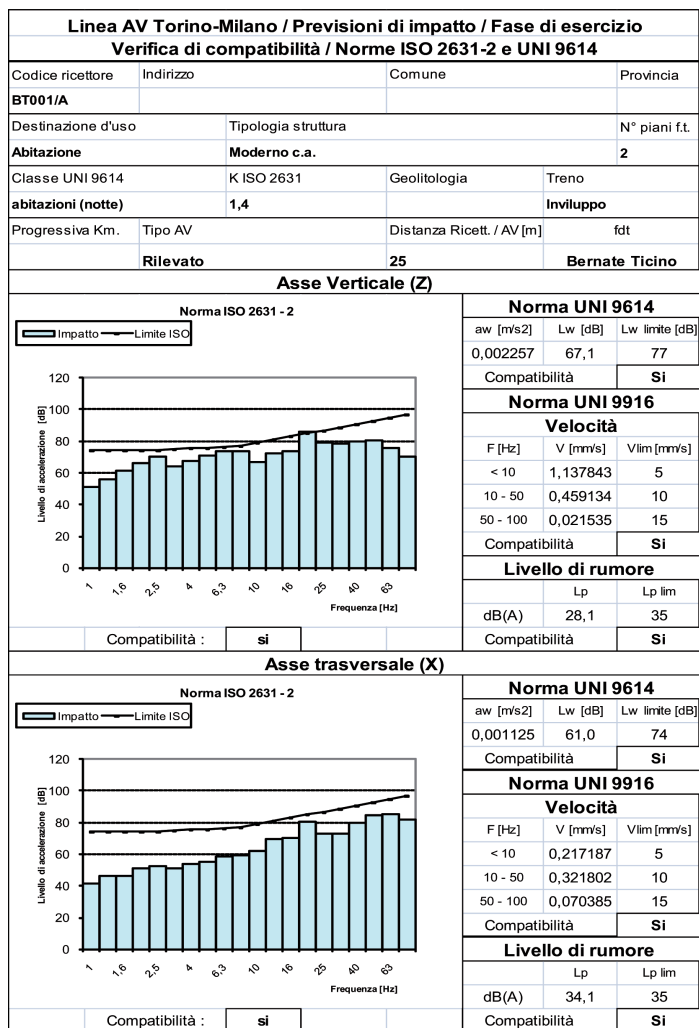 Linea AV Torino-Milano / Previsioni di impatto / Fase di esercizio
Verifica di compatibilità / Norme ISO 2631-2 e UNI 9614
Codice ricettore Indirizzo Comune Provincia
BT001/A
Destinazione d'uso Tipologia struttura N° piani f.t.
Abitazione Moderno c.a. 2
Classe UNI 9614 K ISO 2631 Geolitologia Treno
abitazioni (notte) 1,4 Inviluppo
Progressiva Km. Tipo AV Distanza Ricett. / AV [m] fdt
Rilevato 25 Bernate Ticino
Asse Verticale (Z)
Norma ISO 2631 - 2
Impatto Limite ISO
Livello di accelerazione [dB]
120
100
80
60
40
20
0
1 1,6 2,5 4 6,3 10 16 25 40 63
Frequenza [Hz]
Compatibilità : si
Norma UNI 9614
aw [m/s2] Lw [dB] Lw limite [dB]
0,002257 67,1 77
Compatibilità Si
Norma UNI 9916
Velocità
F [Hz] V [mm/s] Vlim [mm/s]
< 10 1,137843 5
10 - 50 0,459134 10
50 - 100 0,021535 15
Compatibilità Si
Livello di rumore
Lp Lp lim
dB(A) 28,1 35
Compatibilità Si
Asse trasversale (X)
Norma ISO 2631 - 2
Impatto Limite ISO
Livello di accelerazione [dB]
120
100
80
60
40
20
0
1 1,6 2,5 4 6,3 10 16 25 40 63
Frequenza [Hz]
Compatibilità : si
Norma UNI 9614
aw [m/s2] Lw [dB] Lw limite [dB]
0,001125 61,0 74
Compatibilità Si
Norma UNI 9916
Velocità
F [Hz] V [mm/s] Vlim [mm/s]
< 10 0,217187 5
10 - 50 0,321802 10
50 - 100 0,070385 15
Compatibilità Si
Livello di rumore
Lp Lp lim
dB(A) 34,1 35
Compatibilità Si